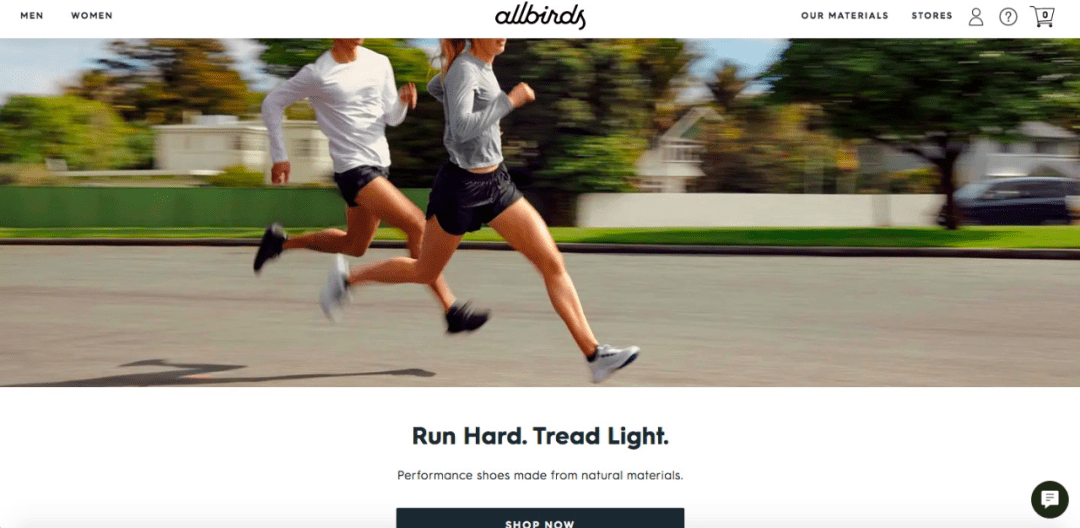 MEN
WOMEN
allbirds
OUR MATERIALS
STORES
?
0
Run Hard. Tread Light.
Performance shoes made from natural materials.
SHOP NOW